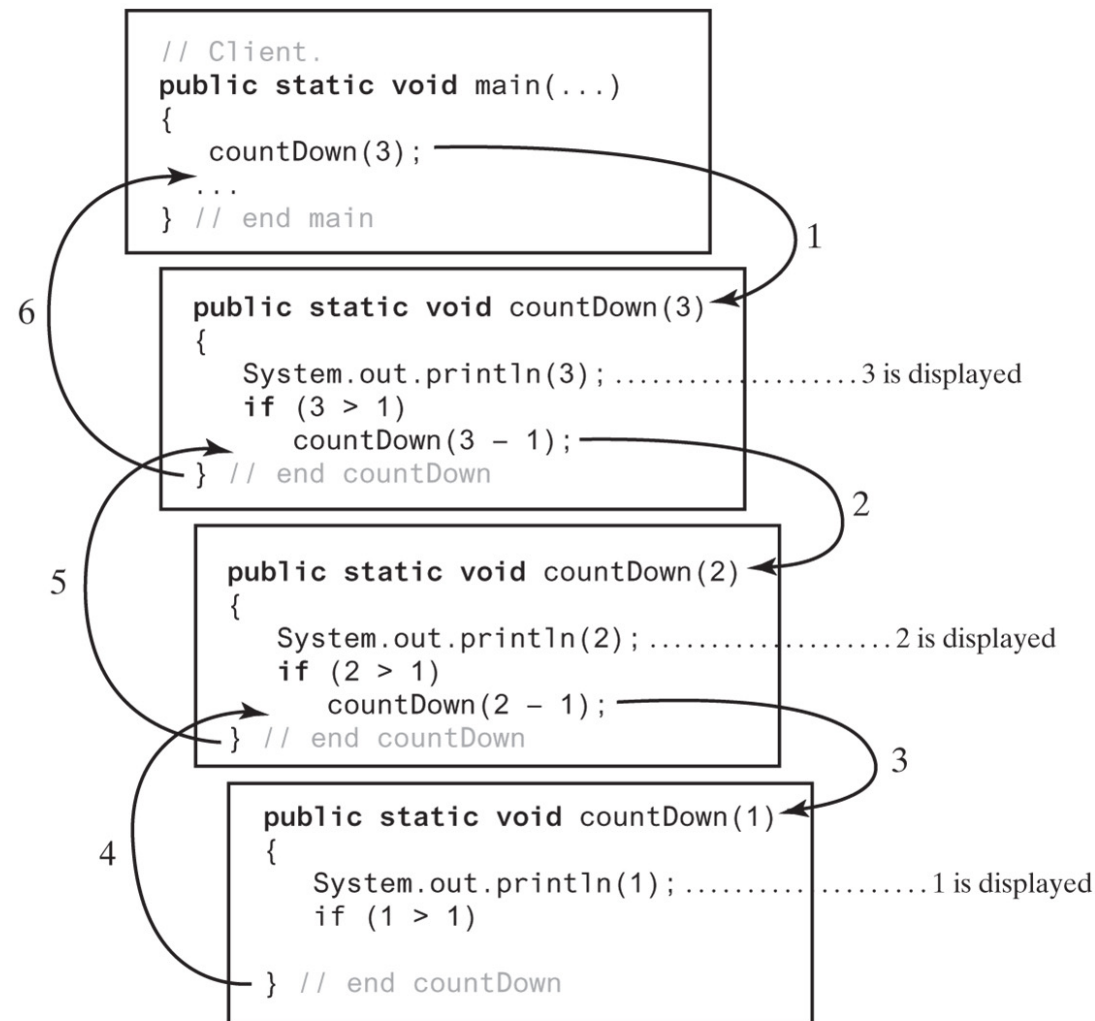 // Client.
public static void main(...)
{
countDown(3);
...
} // end main
1
6
public static void countDown(3)
{
System.out.println(3); .................... 3 is displayed
if (3 > 1)
countDown(3 – 1);
} // end countDown
2
5
public static void countDown(2)
{
System.out.println(2); .................... 2 is displayed
if (2 > 1)
countDown(2 – 1);
} // end countDown
3
4
public static void countDown(1)
{
System.out.println(1); .................... 1 is displayed
if (1 > 1)
} // end countDown